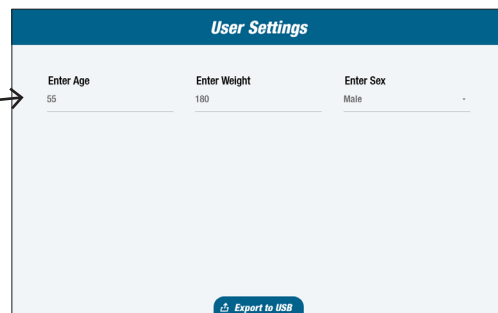 User Settings
Enter Age Enter Weight Enter Sex
55 180 Male
Export to USB